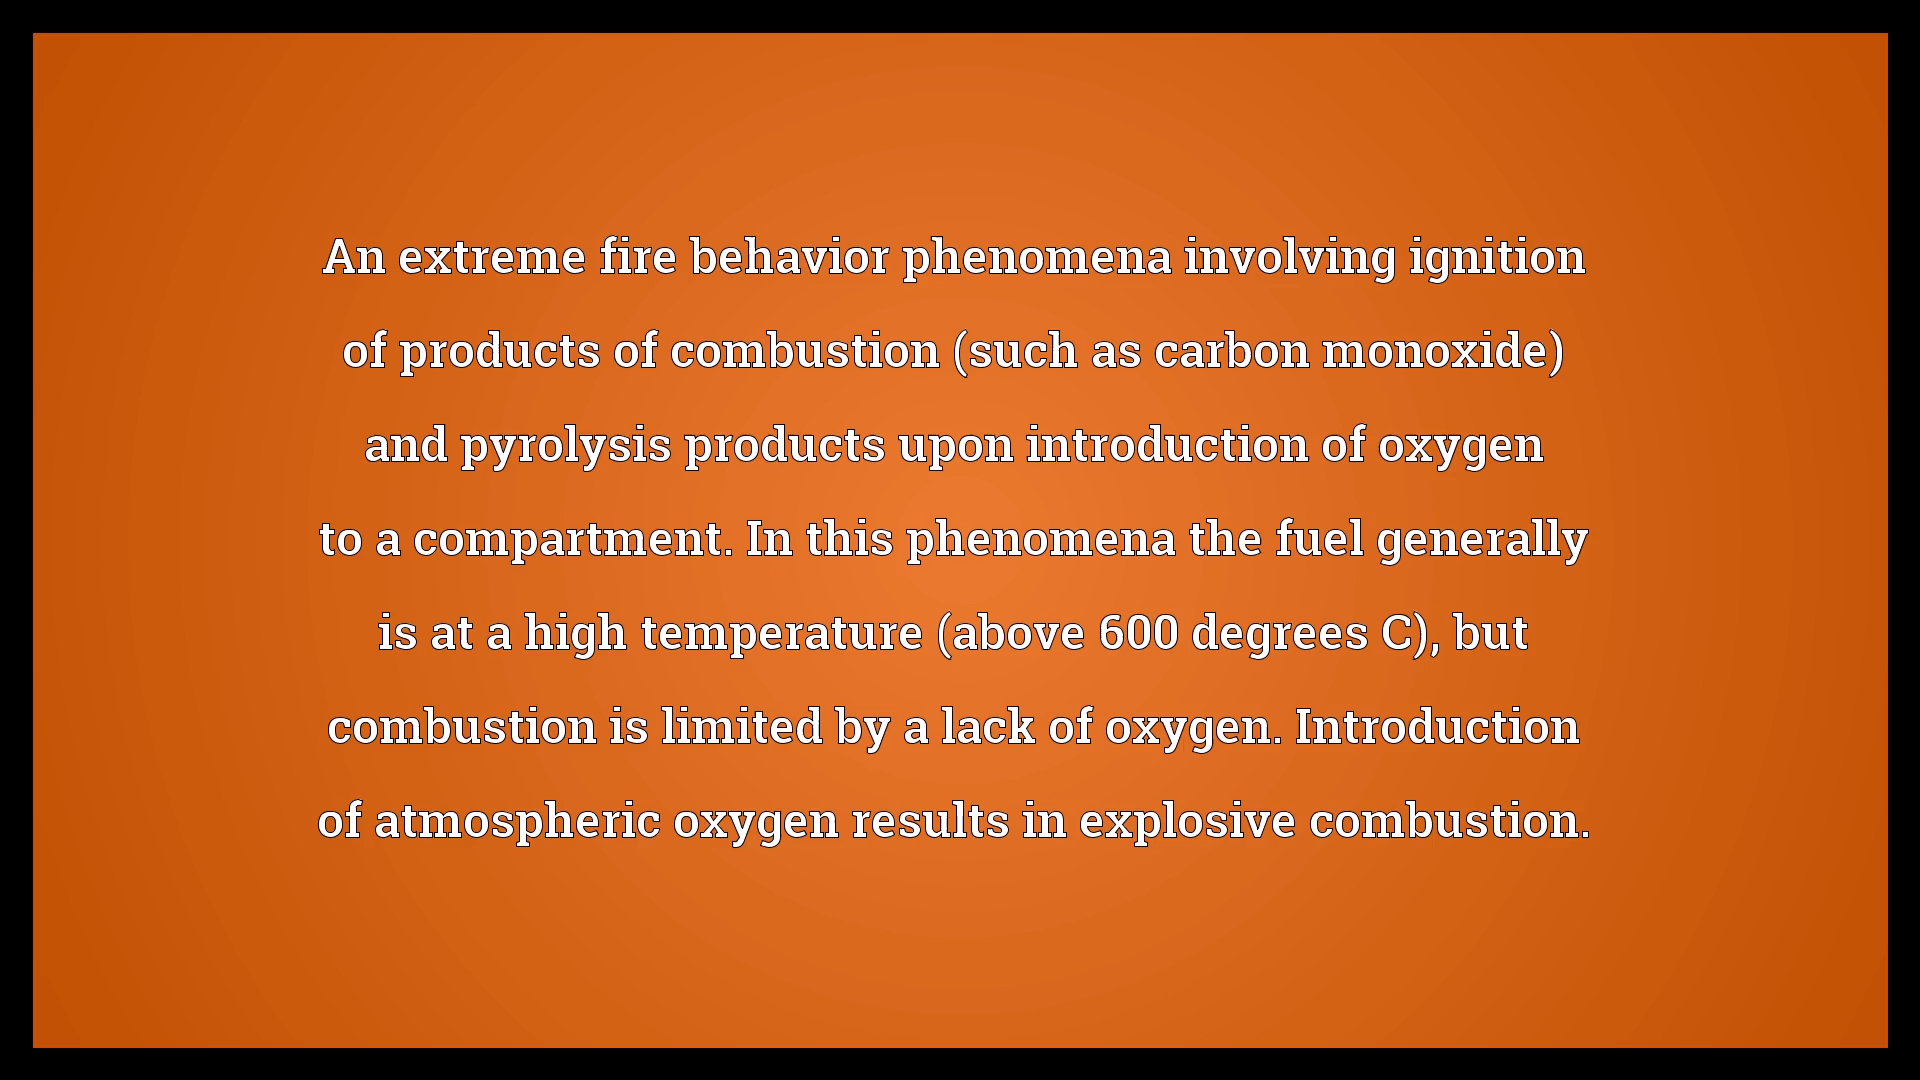 An extreme fire behavior phenomena involving ignition
of products of combustion (such as carbon monoxide)
and pyrolysis products upon introduction of oxygen
to a compartment. In this phenomena the fuel generally
is at a high temperature (above 600 degrees C), but
combustion is limited by a lack of oxygen. Introduction
of atmospheric oxygen results in explosive combustion.